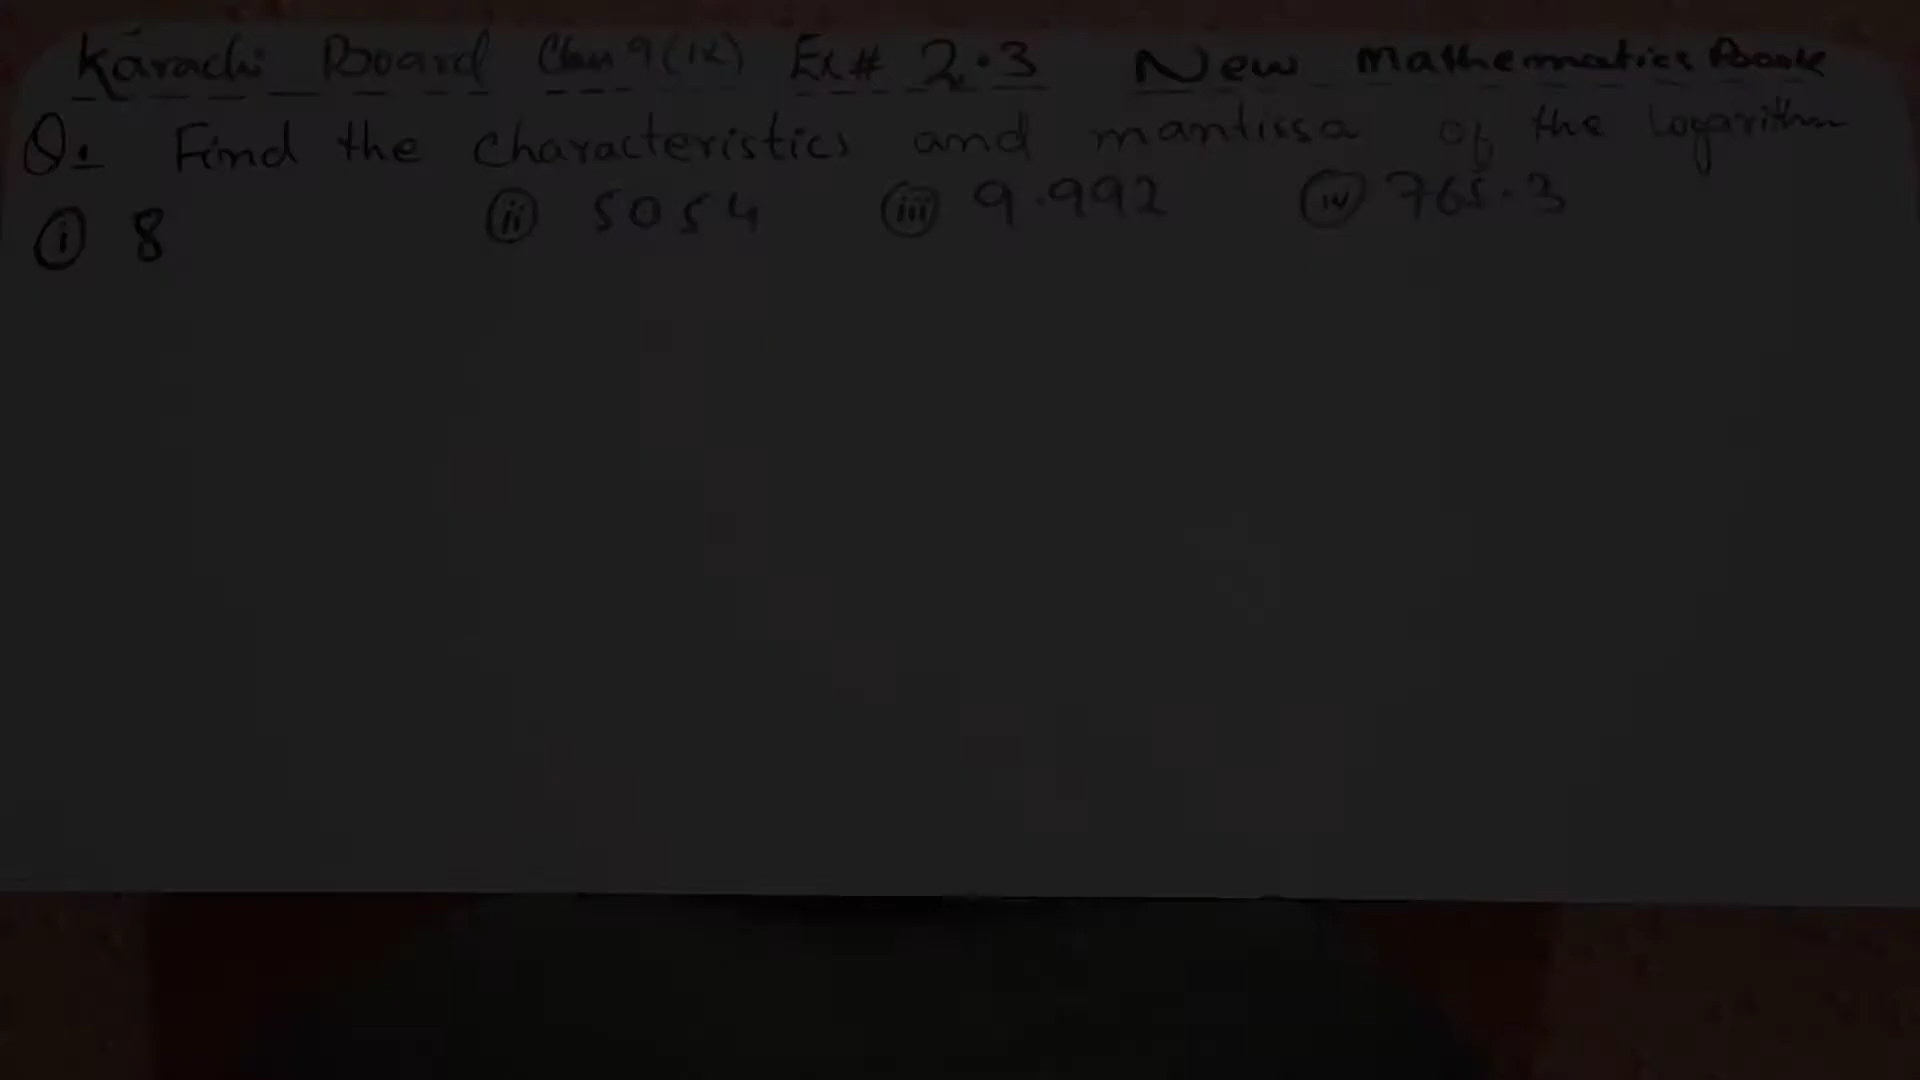 Karachi Board Class 9(IX) Ex# 2.3 New Mathematics Book
Q: Find the characteristics and mantissa of the Logarithm
(i) 8 (ii) 5054 (iii) 9.992 (iv) 765.3